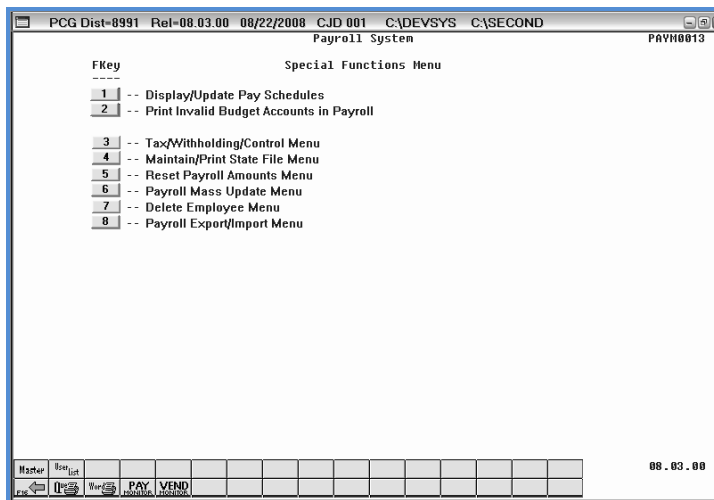 PCG Dist=8991 Rel=08.03.00 08/22/2008 CJD 001 C:\DEVSYS C:\SECOND
Payroll System PAYM0013
FKey Special Functions Menu
----
1 -- Display/Update Pay Schedules
2 -- Print Invalid Budget Accounts in Payroll
3 -- Tax/Withholding/Control Menu
4 -- Maintain/Print State File Menu
5 -- Reset Payroll Amounts Menu
6 -- Payroll Mass Update Menu
7 -- Delete Employee Menu
8 -- Payroll Export/Import Menu
Master User List 08.03.00
F16 Word PAY MONITOR VEND MONITOR